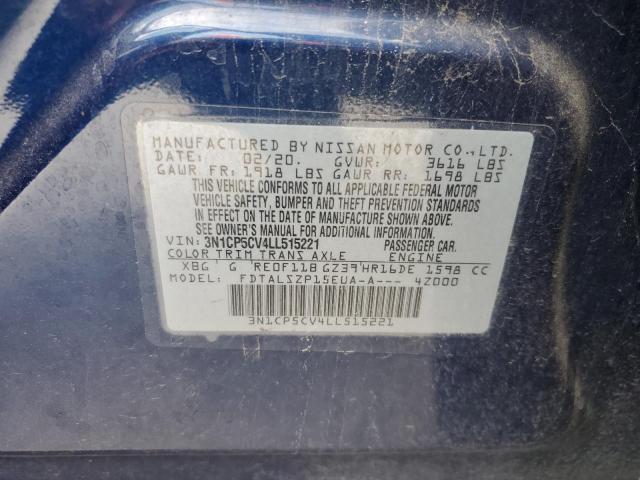 MANUFACTURED BY NISSAN MOTOR CO.,LTD.
DATE: 02/20. GVWR: 3616 LBS
GAWR FR: 1918 LBS GAWR RR: 1698 LBS
THIS VEHICLE CONFORMS TO ALL APPLICABLE FEDERAL MOTOR
VEHICLE SAFETY, BUMPER AND THEFT PREVENTION STANDARDS
IN EFFECT ON THE DATE OF MANUFACTURE SHOWN ABOVE.
SEE OWNER'S MANUAL FOR ADDITIONAL INFORMATION
VIN: 3N1CP5CV4LL515221 PASSENGER CAR.
COLOR TRIM TRANS AXLE ENGINE
XBG G RE0F11B GZ39 HR16DE 1598 CC
MODEL: FDTALSZP15EUA-A--- 4Z000
3N1CP5CV4LL515221